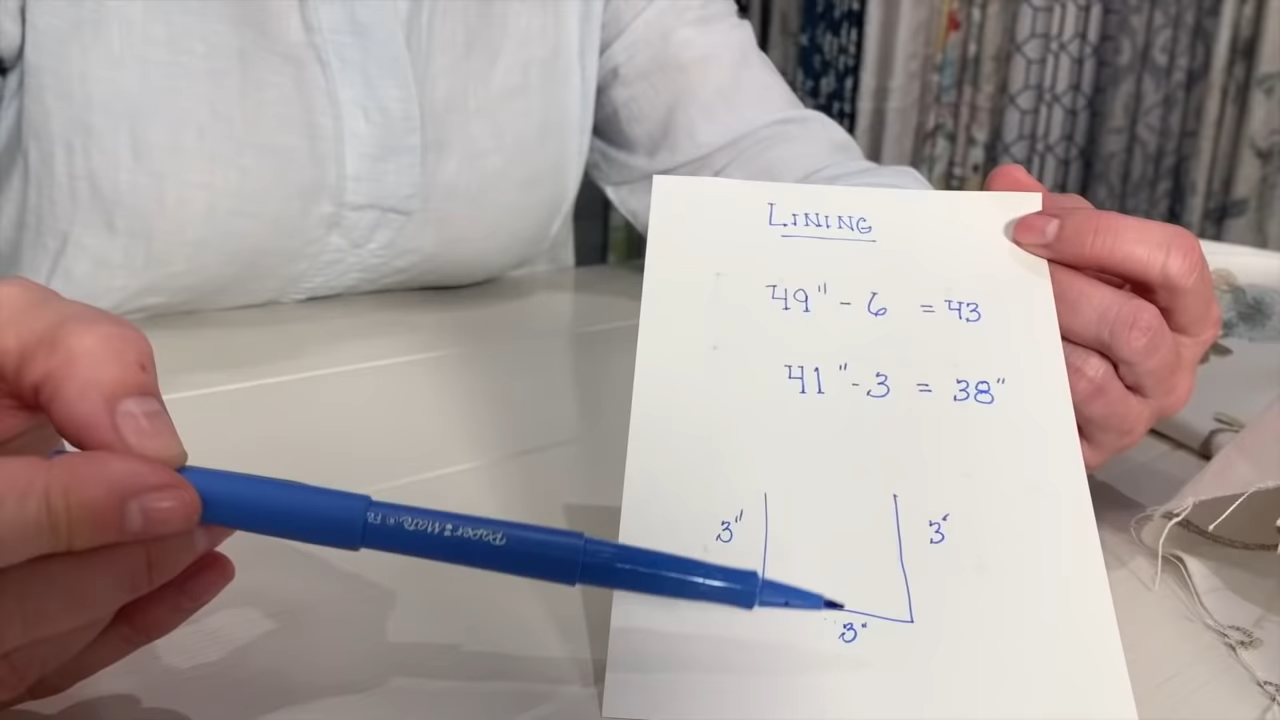 LINING
49" - 6 = 43
41" - 3 = 38"
3" 3"
3"
Paper Mate